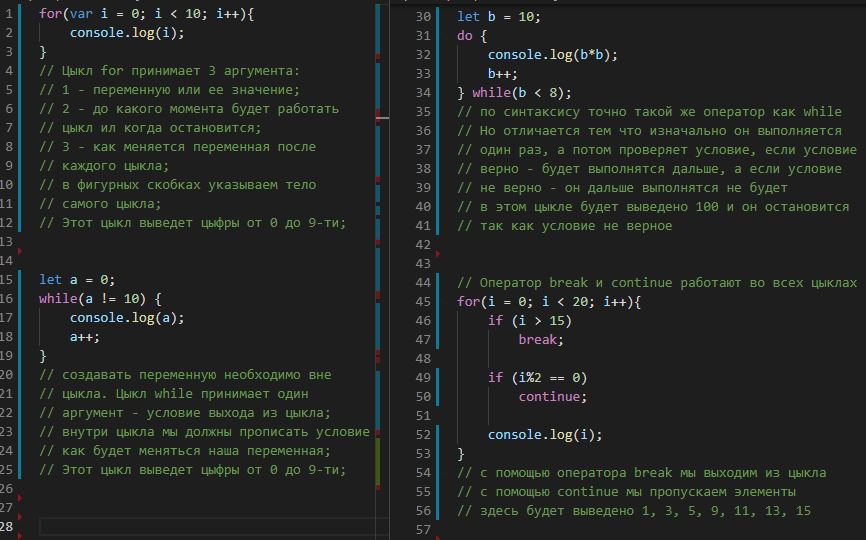 1 for(var i = 0; i < 10; i++){
2 console.log(i);
3 }
4 // Цыкл for принимает 3 аргумента:
5 // 1 - переменную или ее значение;
6 // 2 - до какого момента будет работать
7 // цыкл ил когда остановится;
8 // 3 - как меняется переменная после
9 // каждого цыкла;
10 // в фигурных скобках указываем тело
11 // самого цыкла;
12 // Этот цыкл выведет цыфры от 0 до 9-ти;
13
14
15 let a = 0;
16 while(a != 10) {
17 console.log(a);
18 a++;
19 }
20 // создавать переменную необходимо вне
21 // цыкла. Цыкл while принимает один
22 // аргумент - условие выхода из цыкла;
23 // внутри цыкла мы должны прописать условие
24 // как будет меняться наша переменная;
25 // Этот цыкл выведет цыфры от 0 до 9-ти;
26
27
28
30 let b = 10;
31 do {
32 console.log(b*b);
33 b++;
34 } while(b < 8);
35 // по синтаксису точно такой же оператор как while
36 // Но отличается тем что изначально он выполняется
37 // один раз, а потом проверяет условие, если условие
38 // верно - будет выполнятся дальше, а если условие
39 // не верно - он дальше выполнятся не будет
40 // в этом цыкле будет выведено 100 и он остановится
41 // так как условие не верное
42
43
44 // Оператор break и continue работают во всех цыклах
45 for(i = 0; i < 20; i++){
46 if (i > 15)
47 break;
48
49 if (i%2 == 0)
50 continue;
51
52 console.log(i);
53 }
54 // с помощью оператора break мы выходим из цыкла
55 // с помощью continue мы пропускаем элементы
56 // здесь будет выведено 1, 3, 5, 9, 11, 13, 15
57